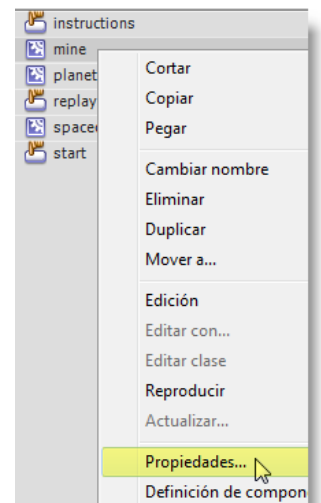 instructions
mine
planet
replay
start
Cortar
Copiar
Pegar
Cambiar nombre
Eliminar
Duplicar
Mover a...
Edición
Editar con...
Editar clase
Reproducir
Actualizar...
Propiedades...
Definición de compon